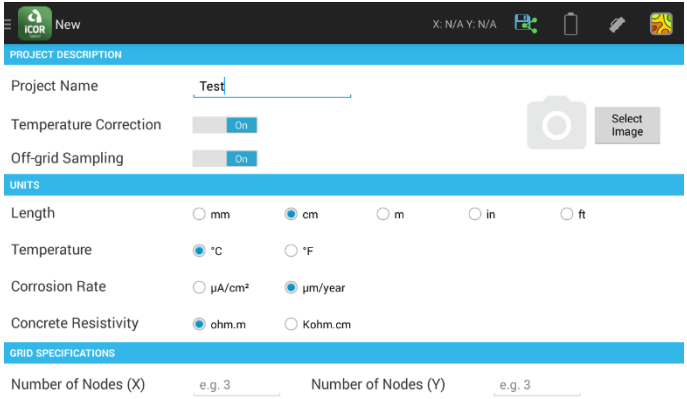 iCOR New X: N/A Y: N/A
PROJECT DESCRIPTION
Project Name Test
Temperature Correction On
Select
Image
Off-grid Sampling On
UNITS
Length mm cm m in ft
Temperature °C °F
Corrosion Rate µA/cm² µm/year
Concrete Resistivity ohm.m Kohm.cm
GRID SPECIFICATIONS
Number of Nodes (X) e.g. 3 Number of Nodes (Y) e.g. 3